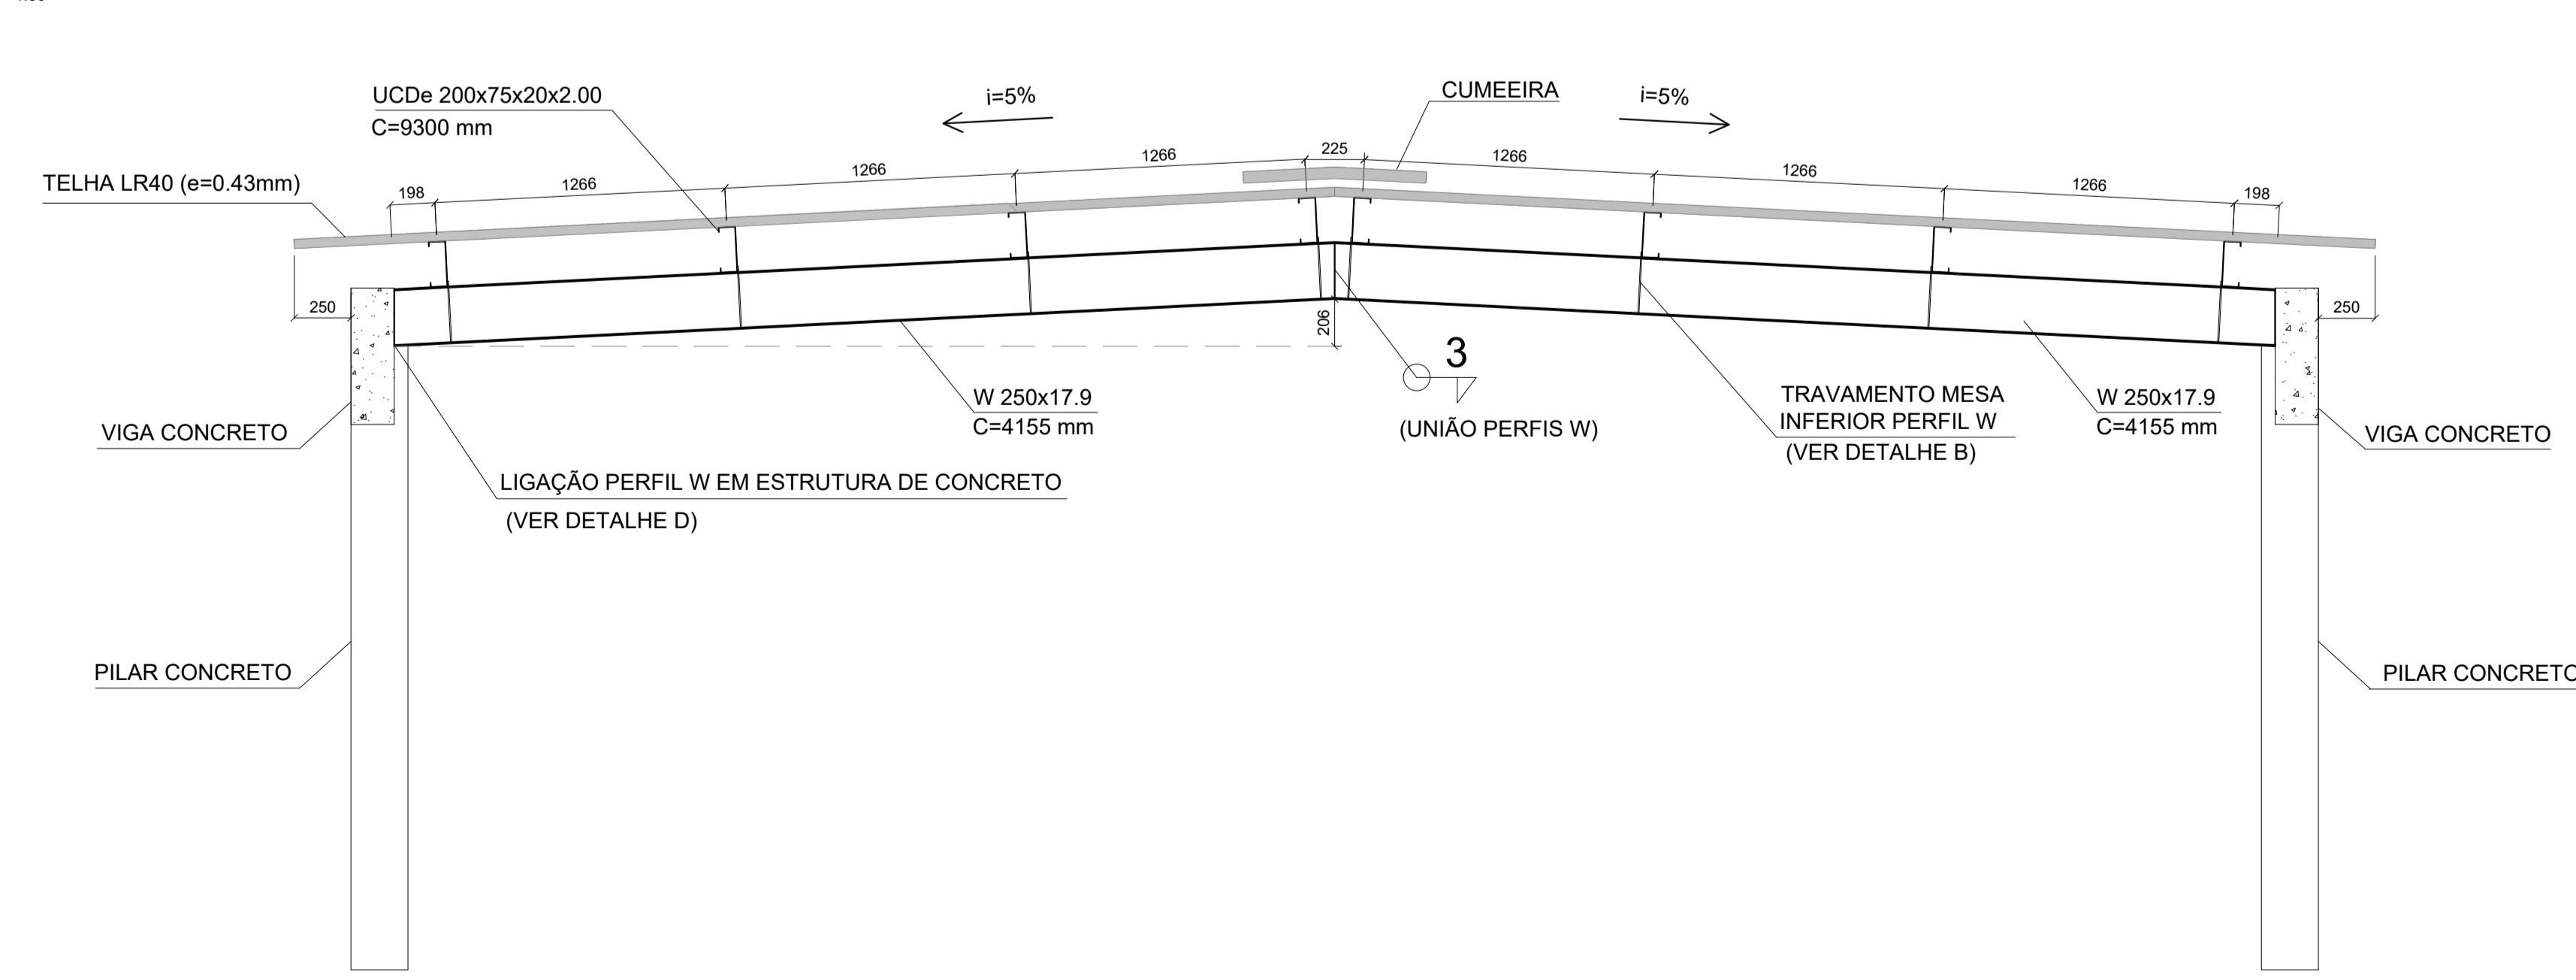 UCDe 200x75x20x2.00
C=9300 mm
i=5%
CUMEEIRA
i=5%
TELHA LR40 (e=0.43mm)
198
1266
1266
1266
225
1266
1266
1266
198
250
250
206
3
(UNIÃO PERFIS W)
W 250x17.9
C=4155 mm
TRAVAMENTO MESA
INFERIOR PERFIL W
(VER DETALHE B)
W 250x17.9
C=4155 mm
VIGA CONCRETO
VIGA CONCRETO
LIGAÇÃO PERFIL W EM ESTRUTURA DE CONCRETO
(VER DETALHE D)
PILAR CONCRETO
PILAR CONCRETO